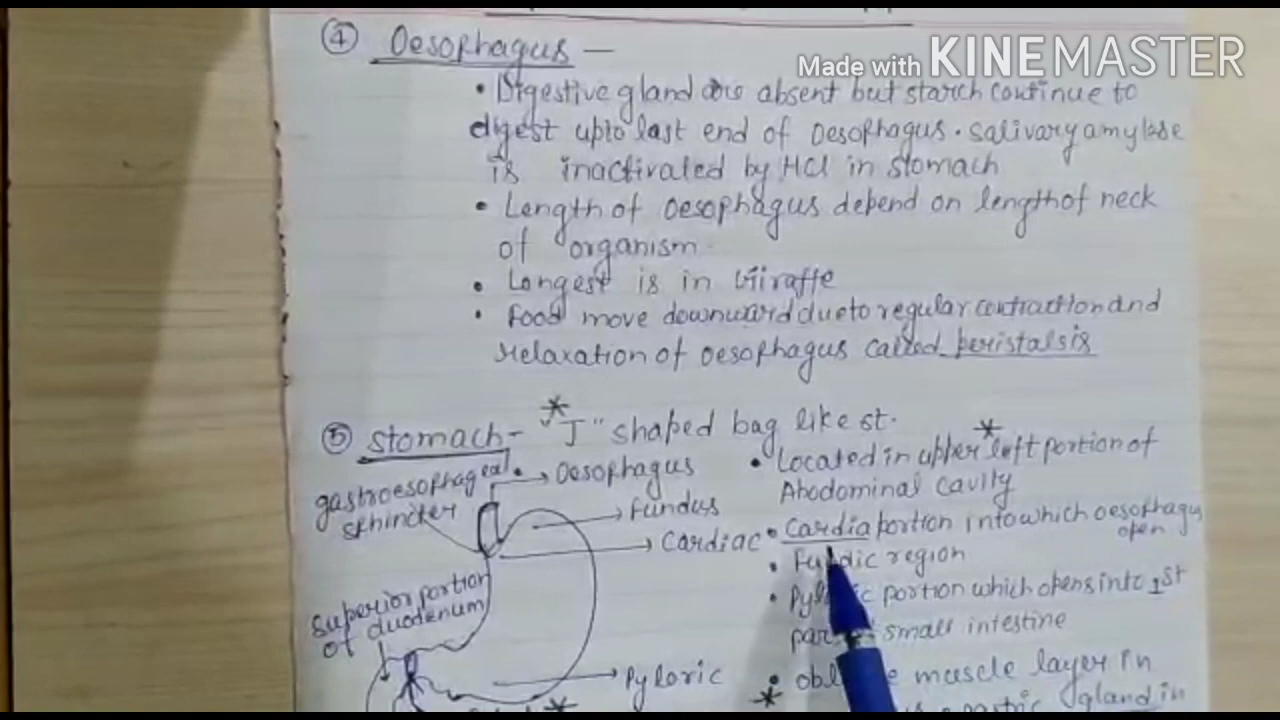 Made with KINEMASTER
④ Oesophagus —
• Digestive gland are absent but starch continue to
digest upto last end of oesophagus. salivary amylase
is inactivated by HCl in stomach
• Length of oesophagus depend on length of neck
of organism.
• Longest is in Giraffe
• Food move downward due to regular contraction and
relaxation of oesophagus called peristalsis
⑤ stomach - "J" shaped bag like st.
gastroesophageal
sphincter
Oesophagus
Fundus
Cardiac
superior portion
of duodenum
Pyloric
• Located in upper left portion of
Abodominal cavity
• Cardia portion into which oesophagus
open
• Fundic region
• portion which opens into 1st
small intestine
• muscle layer in
gland in